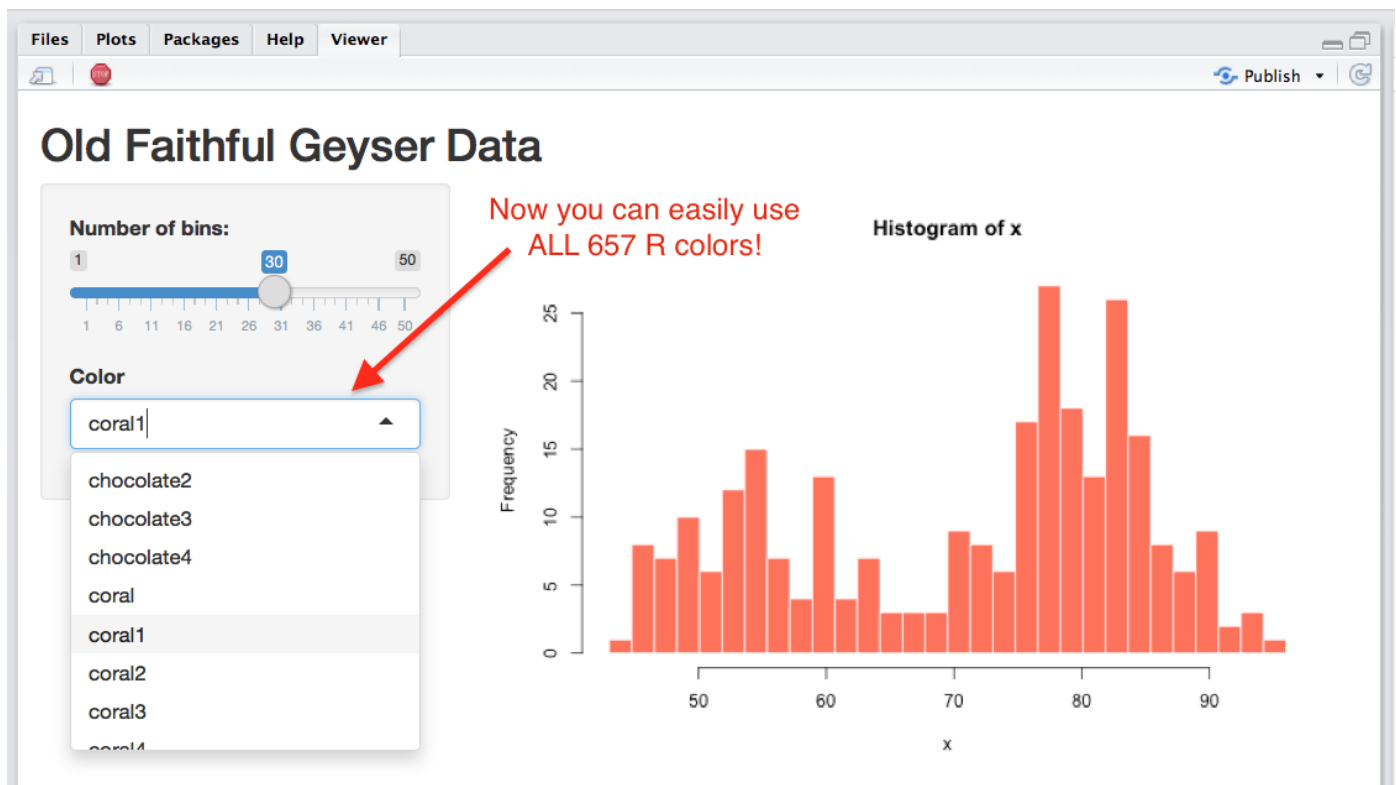 Files Plots Packages Help Viewer
STOP
Publish
Old Faithful Geyser Data
Number of bins:
1 30 50
1 6 11 16 21 26 31 36 41 46 50
Color
coral1
chocolate2
chocolate3
chocolate4
coral
coral1
coral2
coral3
coral4
Now you can easily use
ALL 657 R colors!
Histogram of x
Frequency
0 5 10 15 20 25
50 60 70 80 90
x